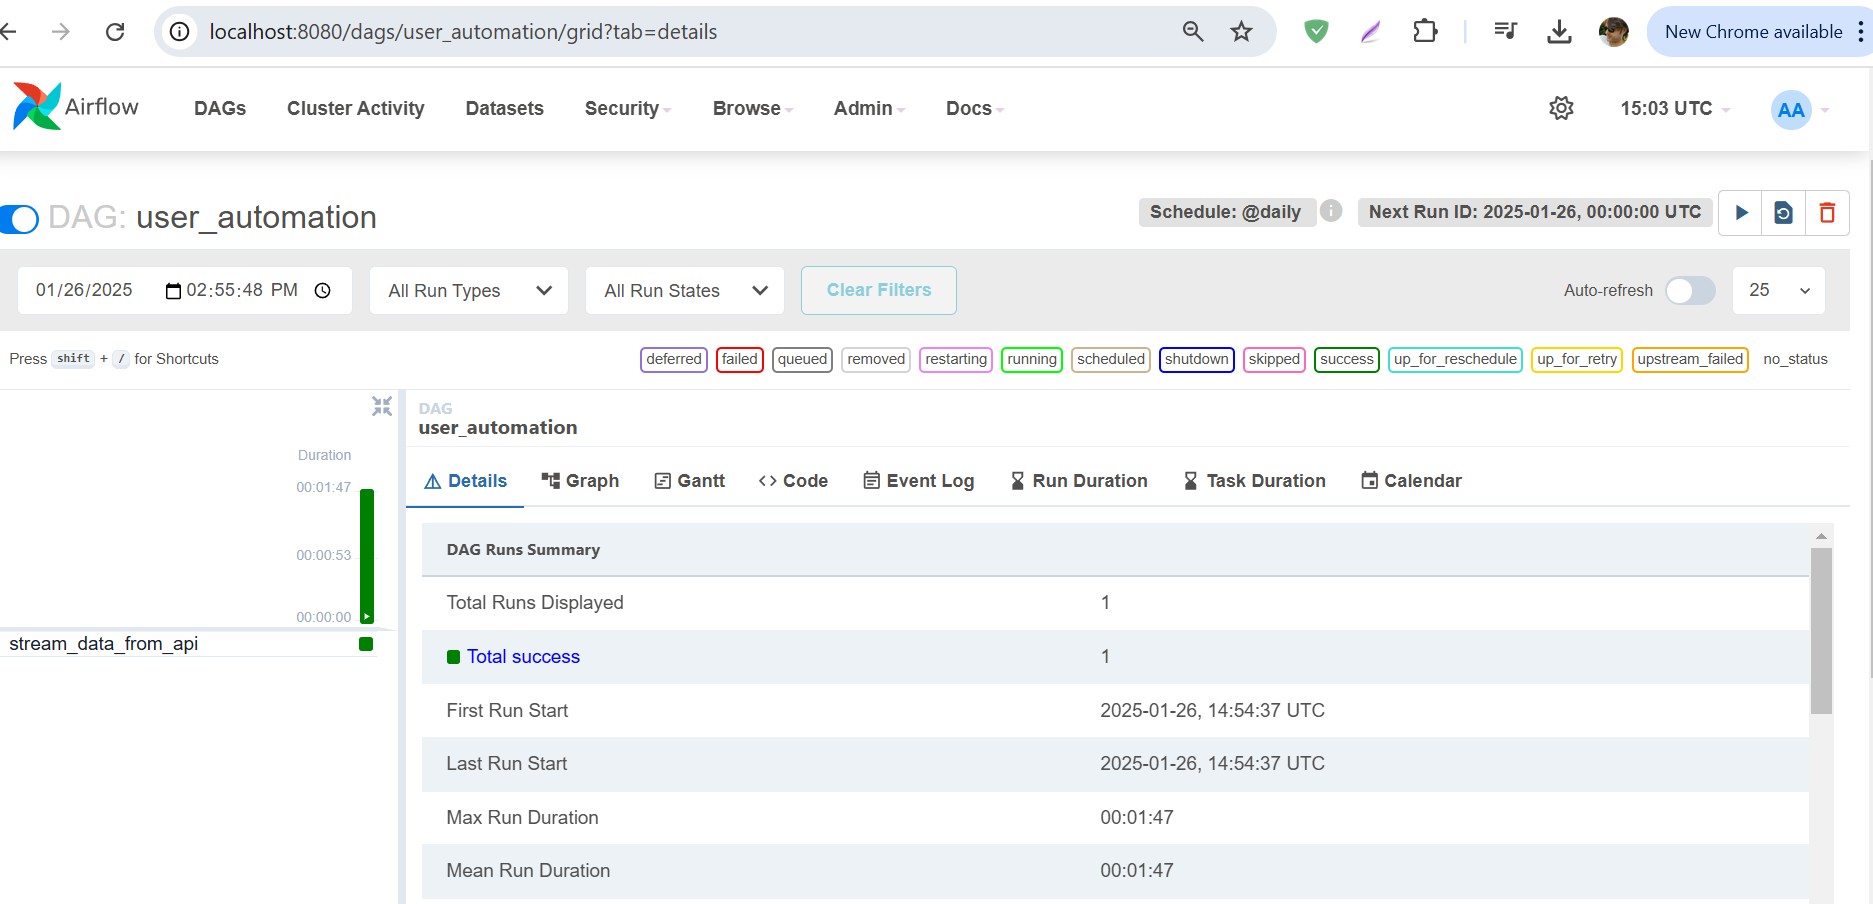 localhost:8080/dags/user_automation/grid?tab=details
New Chrome available
Airflow
DAGs
Cluster Activity
Datasets
Security
Browse
Admin
Docs
15:03 UTC
AA
DAG: user_automation
Schedule: @daily
Next Run ID: 2025-01-26, 00:00:00 UTC
01/26/2025 02:55:48 PM
All Run Types
All Run States
Clear Filters
Auto-refresh
25
Press shift + / for Shortcuts
deferred
failed
queued
removed
restarting
running
scheduled
shutdown
skipped
success
up_for_reschedule
up_for_retry
upstream_failed
no_status
Duration
00:01:47
00:00:53
00:00:00
stream_data_from_api
DAG
user_automation
Details
Graph
Gantt
Code
Event Log
Run Duration
Task Duration
Calendar
DAG Runs Summary
Total Runs Displayed 1
Total success 1
First Run Start 2025-01-26, 14:54:37 UTC
Last Run Start 2025-01-26, 14:54:37 UTC
Max Run Duration 00:01:47
Mean Run Duration 00:01:47